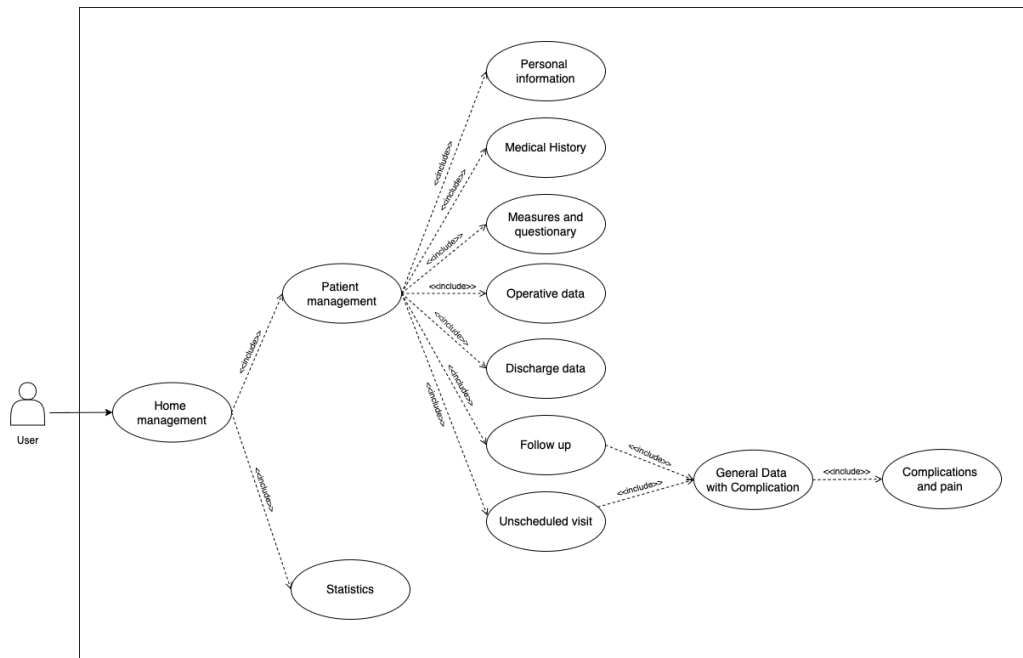 Personal
information
<<include>>
Medical History
<<include>>
Measures and
questionary
<<include>>
Patient
management
<<include>>
Operative data
<<include>>
<<include>>
Discharge data
<<include>>
Home
management
User
<<include>>
Follow up
<<include>>
General Data
with Complication
<<include>>
Complications
and pain
<<include>>
<<include>>
Unscheduled visit
<<include>>
Statistics